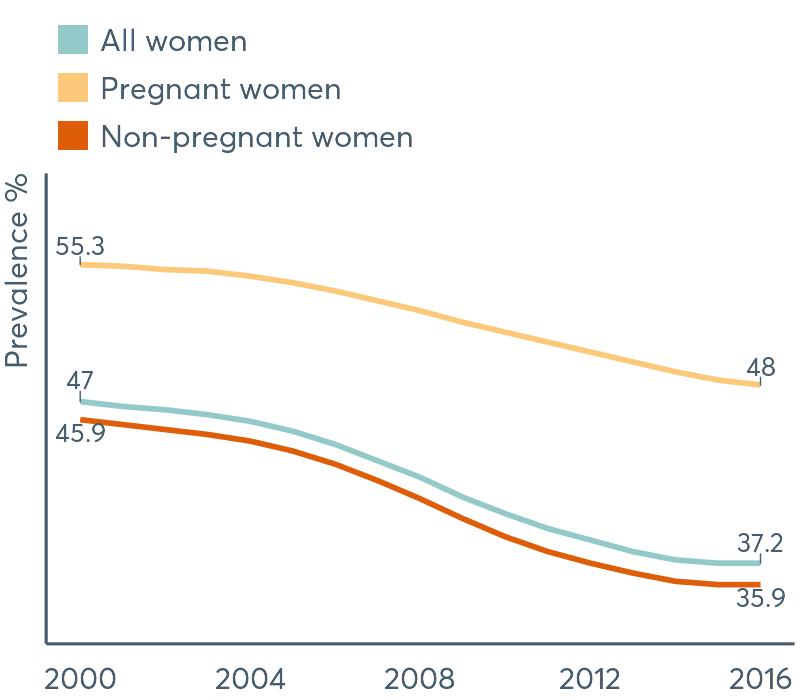 All women
Pregnant women
Non-pregnant women
Prevalence %
55.3
48
47
45.9
37.2
35.9
2000 2004 2008 2012 2016